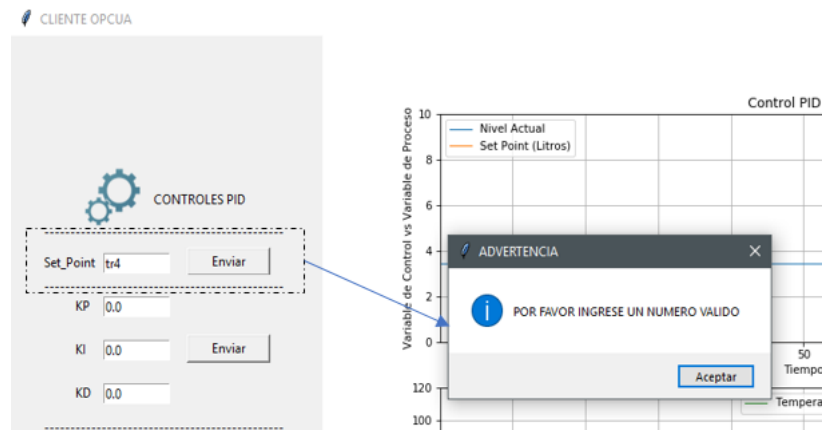 CLIENTE OPCUA
CONTROLES PID
Set_Point tr4 Enviar
KP 0.0
KI 0.0 Enviar
KD 0.0
Control PID
Variable de Control vs Variable de Proceso
10
8
6
4
2
0
Nivel Actual
Set Point (Litros)
ADVERTENCIA
POR FAVOR INGRESE UN NUMERO VALIDO
Aceptar
50
Tiempo
120
100
Tempera